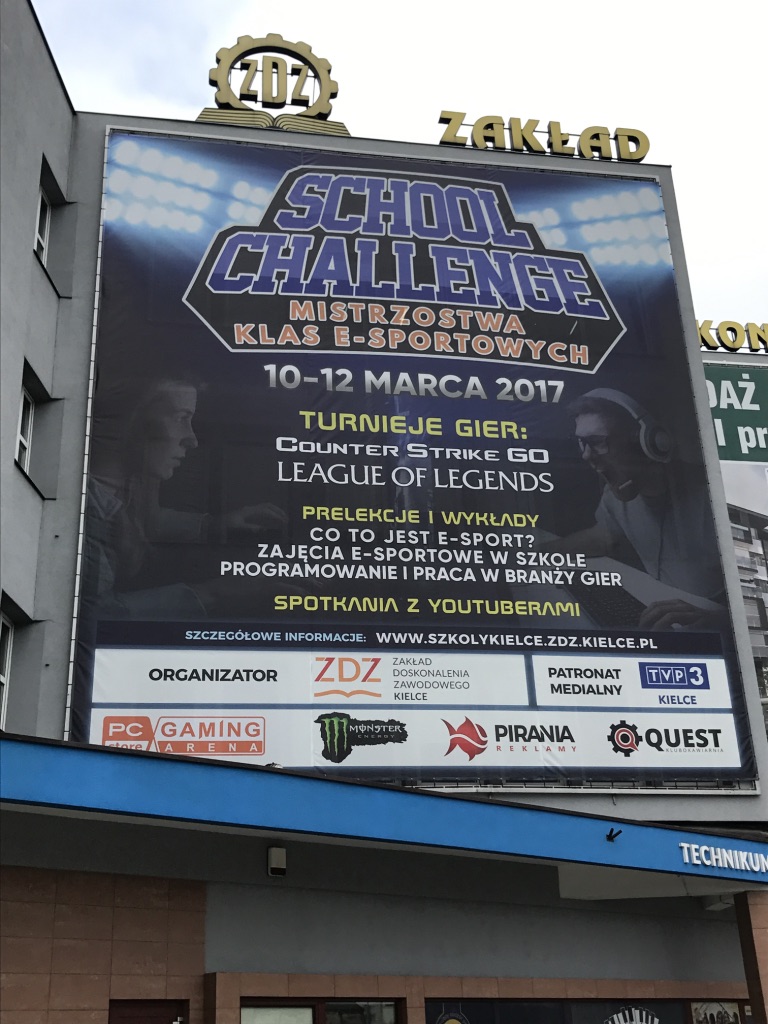 ZDZ
ZAKŁAD
KON
SCHOOL
CHALLENGE
MISTRZOSTWA
KLAS E-SPORTOWYCH
10-12 MARCA 2017
TURNIEJE GIER:
COUNTER STRIKE GO
LEAGUE OF LEGENDS
PRELEKCJE I WYKŁADY
CO TO JEST E-SPORT?
ZAJĘCIA E-SPORTOWE W SZKOLE
PROGRAMOWANIE I PRACA W BRANŻY GIER
SPOTKANIA Z YOUTUBERAMI
SZCZEGÓŁOWE INFORMACJE: WWW.SZKOLYKIELCE.ZDZ.KIELCE.PL
ORGANIZATOR
ZDZ
ZAKŁAD
DOSKONALENIA
ZAWODOWEGO
KIELCE
PATRONAT
MEDIALNY
TVP3
KIELCE
PC store
GAMING
ARENA
MONSTER
ENERGY
PIRANIA
REKLAMY
QUEST
KLUBOKAWIARNIA
DAŻ
I pr
TECHNIKUM